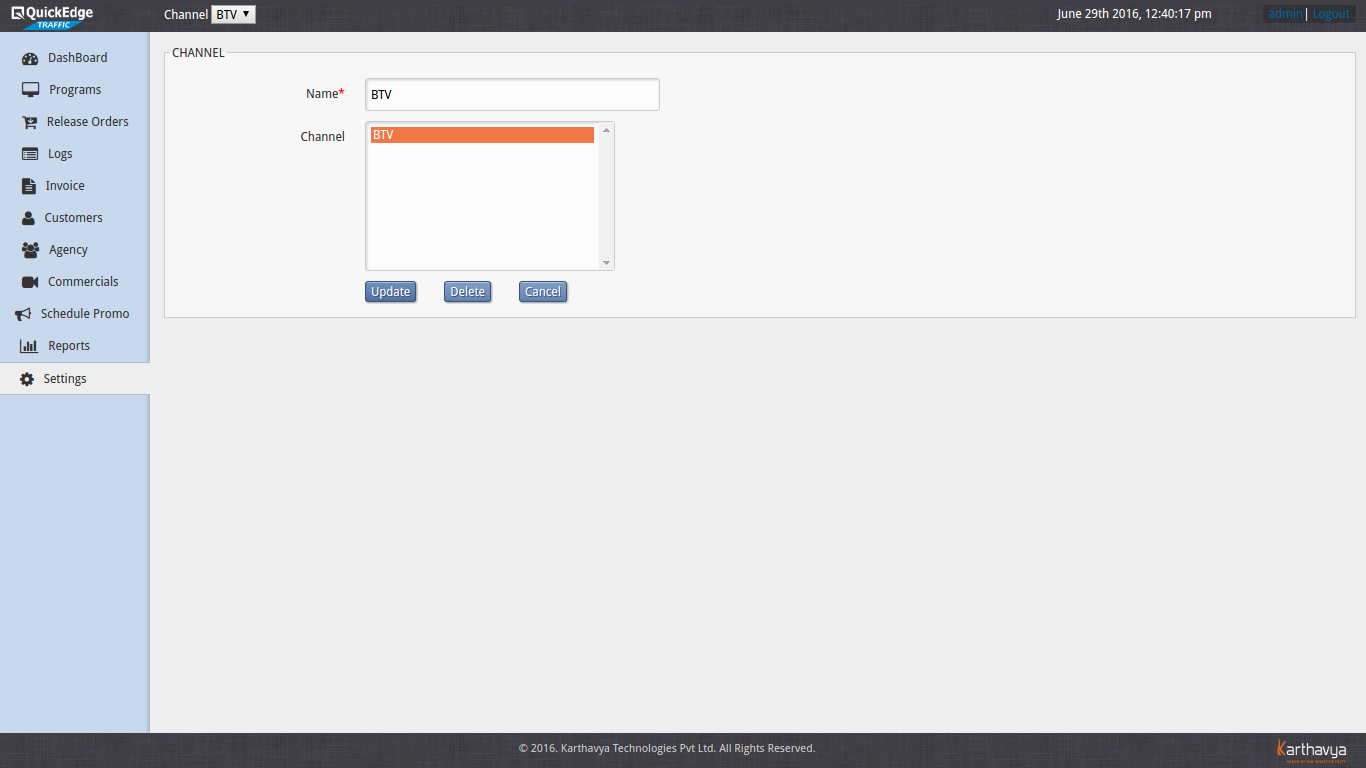 QuickEdge
TRAFFIC
Channel BTV
June 29th 2016, 12:40:17 pm
admin | Logout
DashBoard
Programs
Release Orders
Logs
Invoice
Customers
Agency
Commercials
Schedule Promo
Reports
Settings
CHANNEL
Name* BTV
Channel BTV
Update Delete Cancel
© 2016. Karthavya Technologies Pvt Ltd. All Rights Reserved.
Karthavya